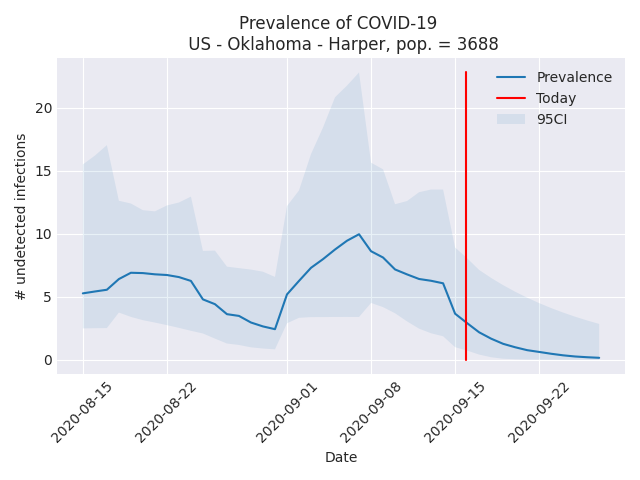 Prevalence of COVID-19
US - Oklahoma - Harper, pop. = 3688
Prevalence
Today
95CI
# undetected infections
20
15
10
5
0
2020-08-15
2020-08-22
2020-09-01
2020-09-08
2020-09-15
2020-09-22
Date